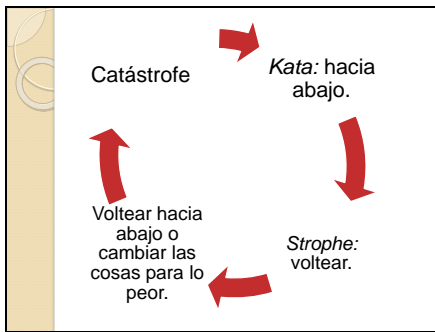 Catástrofe
Kata: hacia
abajo.
Strophe:
voltear.
Voltear hacia
abajo o
cambiar las
cosas para lo
peor.